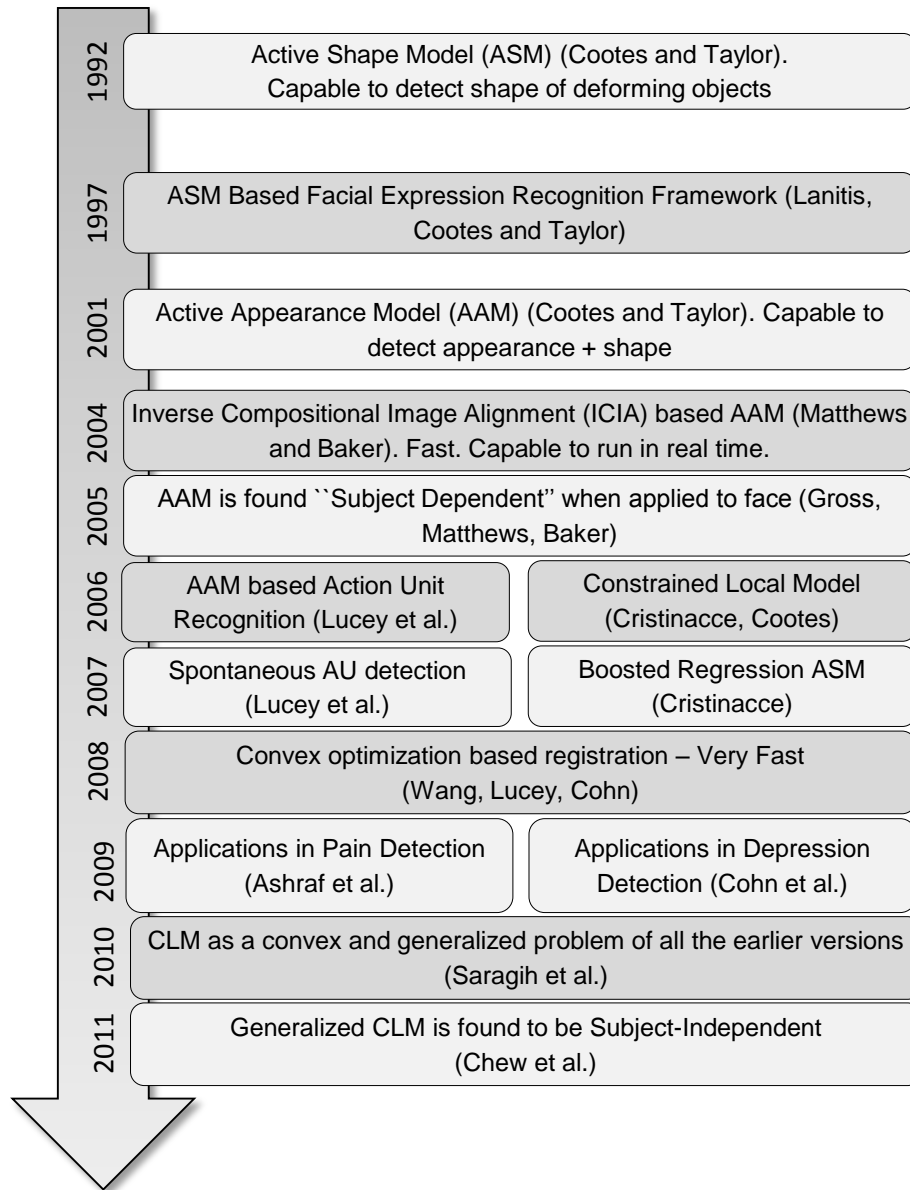 1992
Active Shape Model (ASM) (Cootes and Taylor).
Capable to detect shape of deforming objects
1997
ASM Based Facial Expression Recognition Framework (Lanitis,
Cootes and Taylor)
2001
Active Appearance Model (AAM) (Cootes and Taylor). Capable to
detect appearance + shape
2004
Inverse Compositional Image Alignment (ICIA) based AAM (Matthews
and Baker). Fast. Capable to run in real time.
2005
AAM is found ``Subject Dependent'' when applied to face (Gross,
Matthews, Baker)
2006
AAM based Action Unit
Recognition (Lucey et al.)
Constrained Local Model
(Cristinacce, Cootes)
2007
Spontaneous AU detection
(Lucey et al.)
Boosted Regression ASM
(Cristinacce)
2008
Convex optimization based registration – Very Fast
(Wang, Lucey, Cohn)
2009
Applications in Pain Detection
(Ashraf et al.)
Applications in Depression
Detection (Cohn et al.)
2010
CLM as a convex and generalized problem of all the earlier versions
(Saragih et al.)
2011
Generalized CLM is found to be Subject-Independent
(Chew et al.)